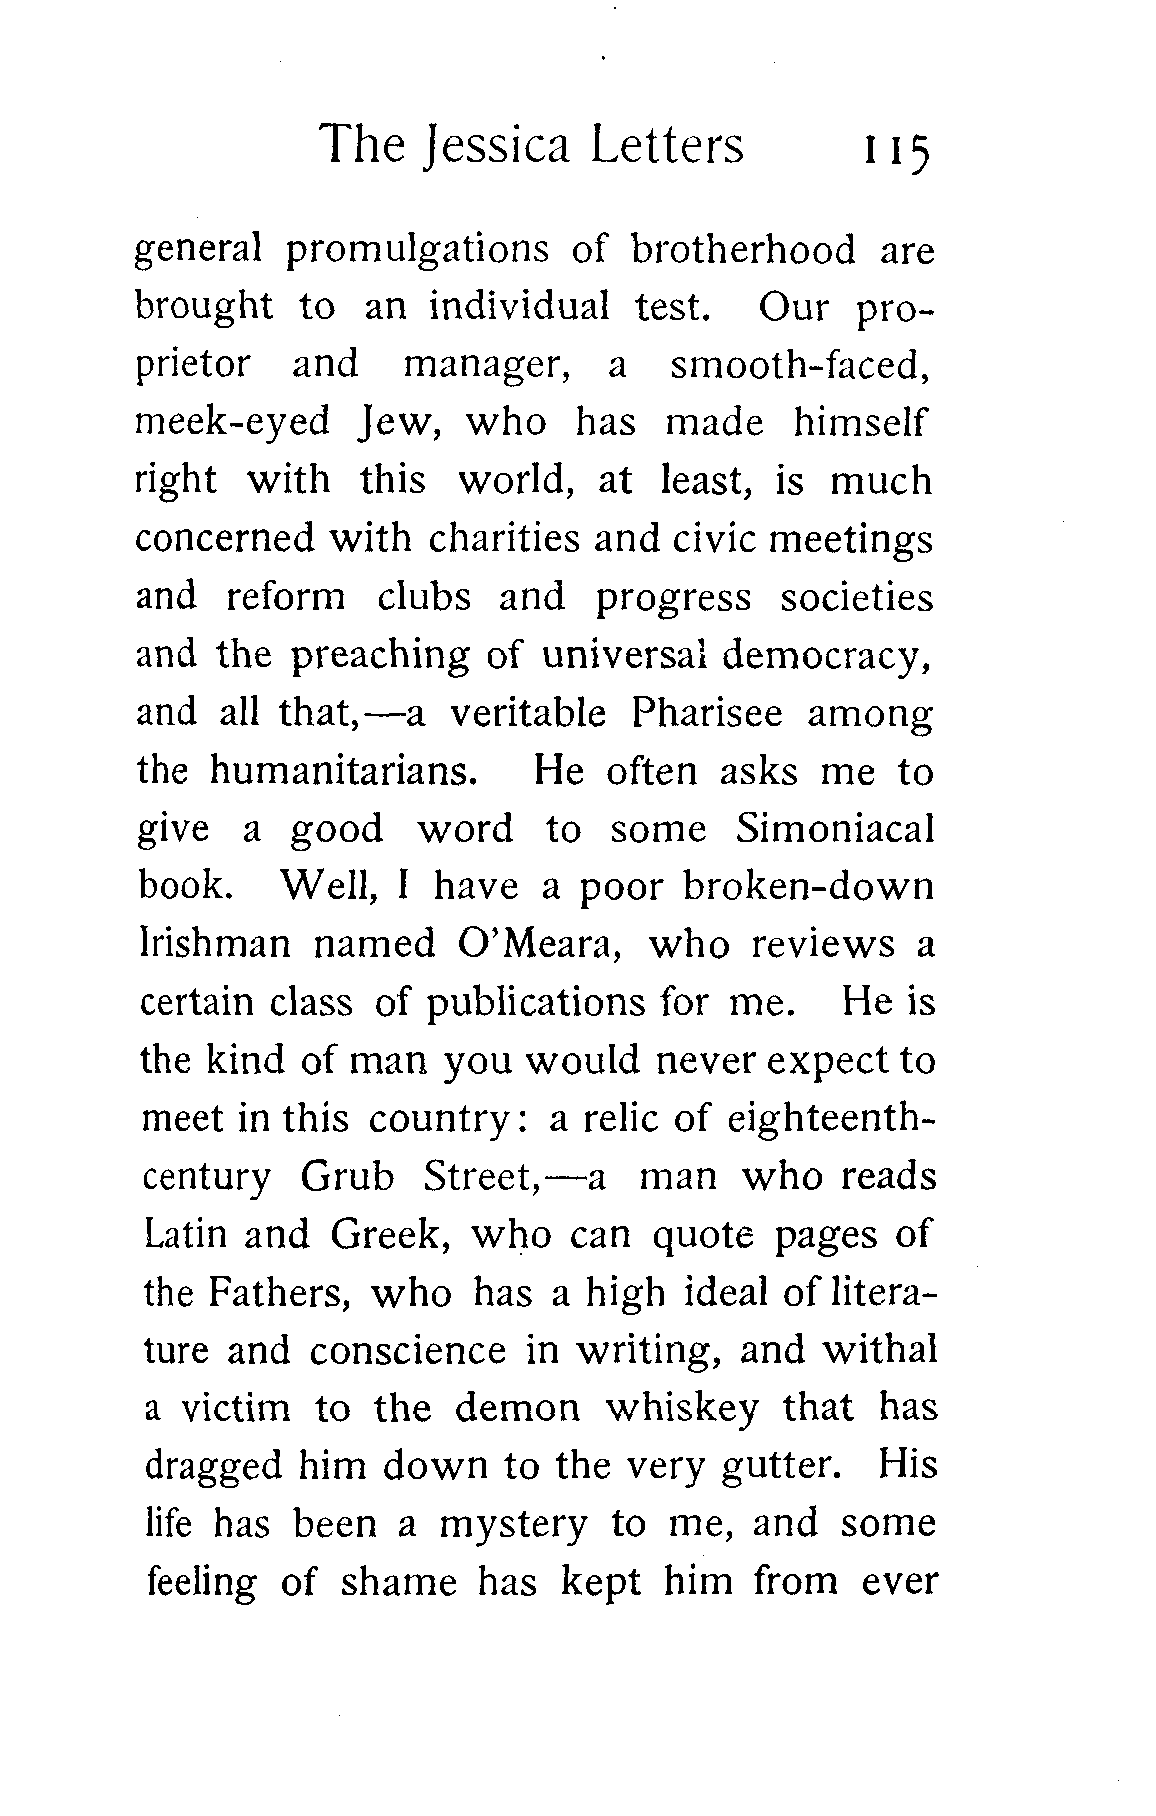 The Jessica Letters 115
general promulgations of brotherhood are
brought to an individual test. Our pro-
prietor and manager, a smooth-faced,
meek-eyed Jew, who has made himself
right with this world, at least, is much
concerned with charities and civic meetings
and reform clubs and progress societies
and the preaching of universal democracy,
and all that,—a veritable Pharisee among
the humanitarians. He often asks me to
give a good word to some Simoniacal
book. Well, I have a poor broken-down
Irishman named O'Meara, who reviews a
certain class of publications for me. He is
the kind of man you would never expect to
meet in this country: a relic of eighteenth-
century Grub Street,—a man who reads
Latin and Greek, who can quote pages of
the Fathers, who has a high ideal of litera-
ture and conscience in writing, and withal
a victim to the demon whiskey that has
dragged him down to the very gutter. His
life has been a mystery to me, and some
feeling of shame has kept him from ever